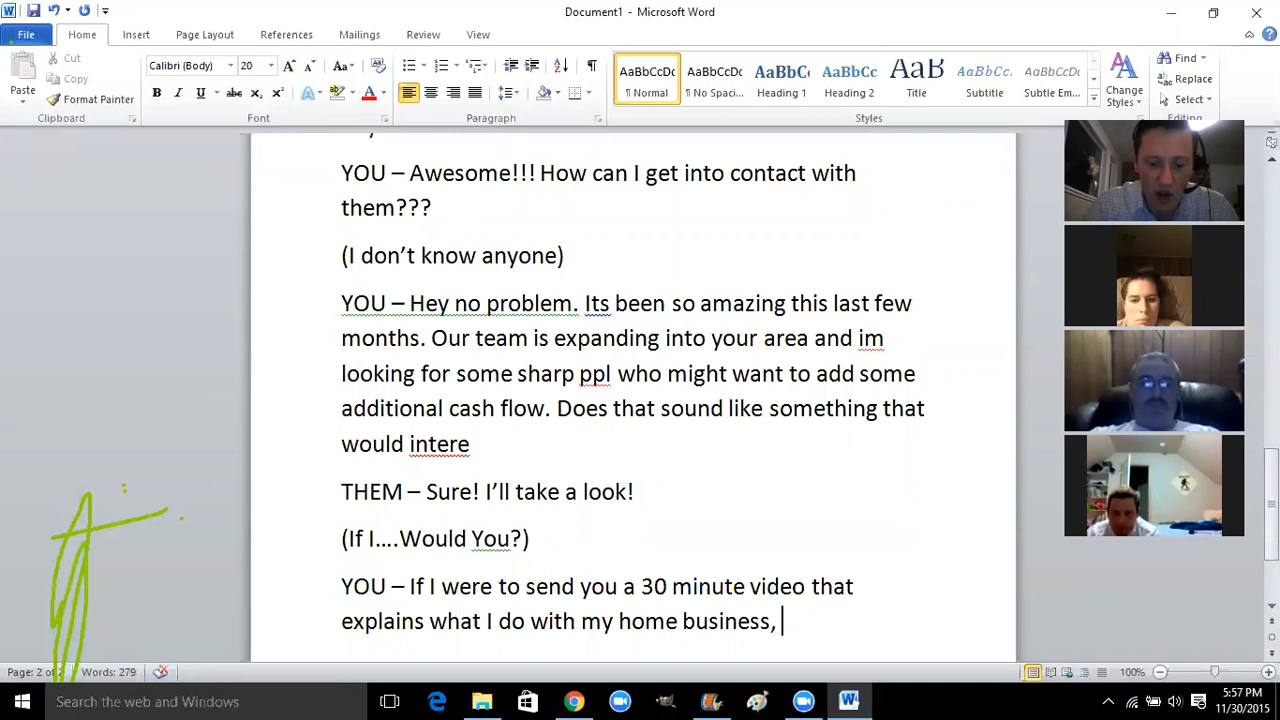 Document1 - Microsoft Word
File Home Insert Page Layout References Mailings Review View
Cut
Copy
Format Painter
Paste
Clipboard
Calibri (Body) 20
Font
Paragraph
AaBbCcDc AaBbCcDc AaBbC AaBbCc AaB AaBbCcL AaBbCcDc
¶ Normal ¶ No Spaci... Heading 1 Heading 2 Title Subtitle Subtle Em...
Change Styles
Styles
Find
Replace
Select
Editing
YOU – Awesome!!! How can I get into contact with
them???
(I don’t know anyone)
YOU – Hey no problem. Its been so amazing this last few
months. Our team is expanding into your area and im
looking for some sharp ppl who might want to add some
additional cash flow. Does that sound like something that
would intere
THEM – Sure! I’ll take a look!
(If I….Would You?)
YOU – If I were to send you a 30 minute video that
explains what I do with my home business,
Page: 2 of 2 Words: 279 100%
Search the web and Windows
5:57 PM
11/30/2015